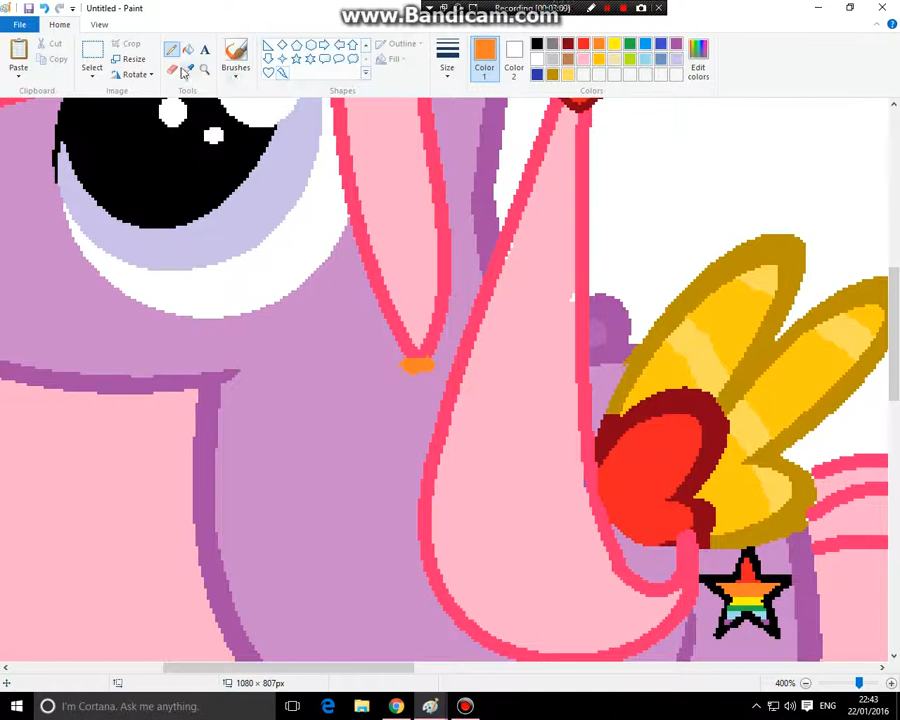 Untitled - Paint
Recording [02:00:00]
www.Bandicam.com
File
Home
View
Paste
Cut
Copy
Clipboard
Select
Crop
Resize
Rotate
Image
A
Tools
Brushes
Outline
Fill
Shapes
Size
Color 1
Color 2
Edit colors
Colors
1080 × 807px
400%
I'm Cortana. Ask me anything.
22:43
22/01/2016